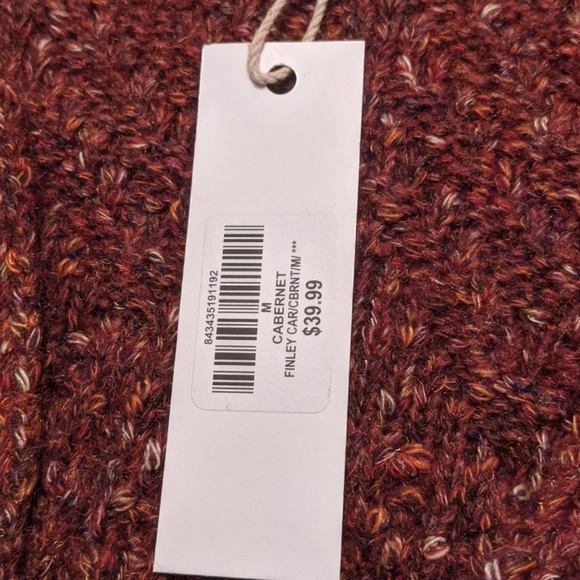 843435191192
M
CABERNET
FINLEY CAR/CBRNT/M/ ***
$39.99